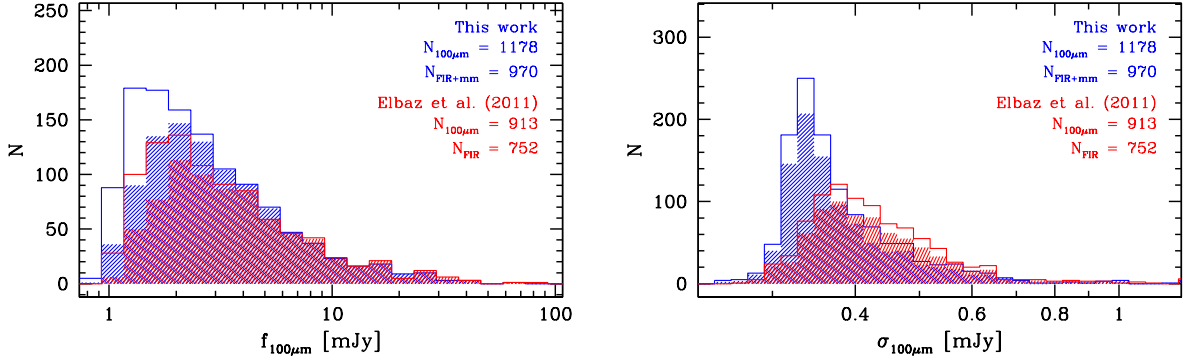 This work
N100μm = 1178
NFIR+mm = 970
Elbaz et al. (2011)
N100μm = 913
NFIR = 752
250
200
150
100
50
0
N
1
10
100
f100μm [mJy]
This work
N100μm = 1178
NFIR+mm = 970
Elbaz et al. (2011)
N100μm = 913
NFIR = 752
300
200
100
0
N
0.4
0.6
0.8
1
σ100μm [mJy]